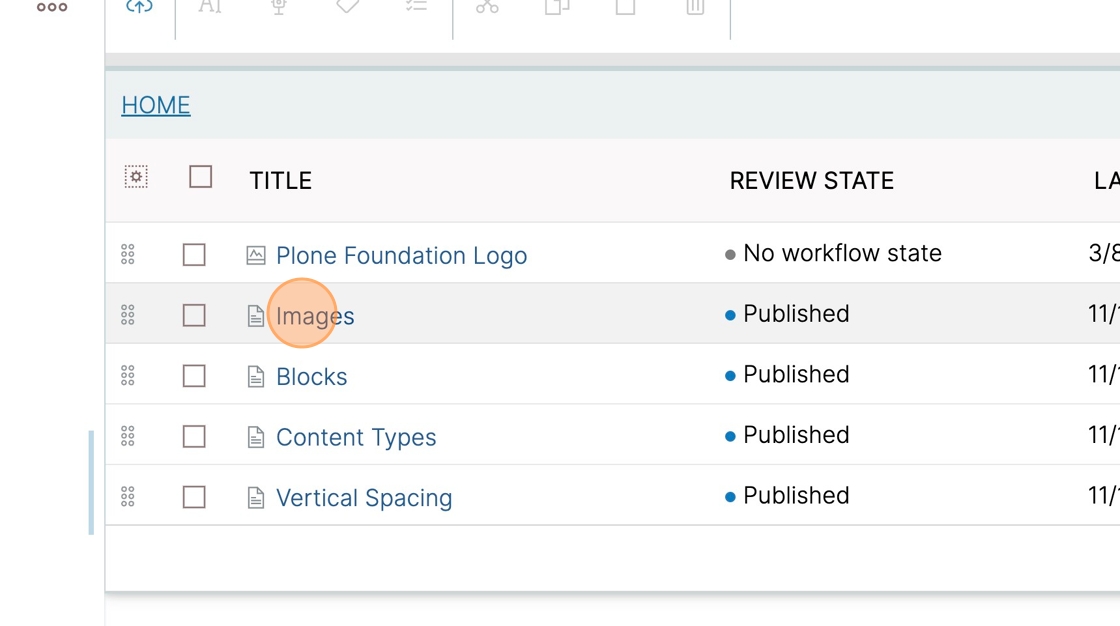 HOME
TITLE REVIEW STATE
Plone Foundation Logo No workflow state 3/8
Images Published 11/
Blocks Published 11/
Content Types Published 11/
Vertical Spacing Published 11/